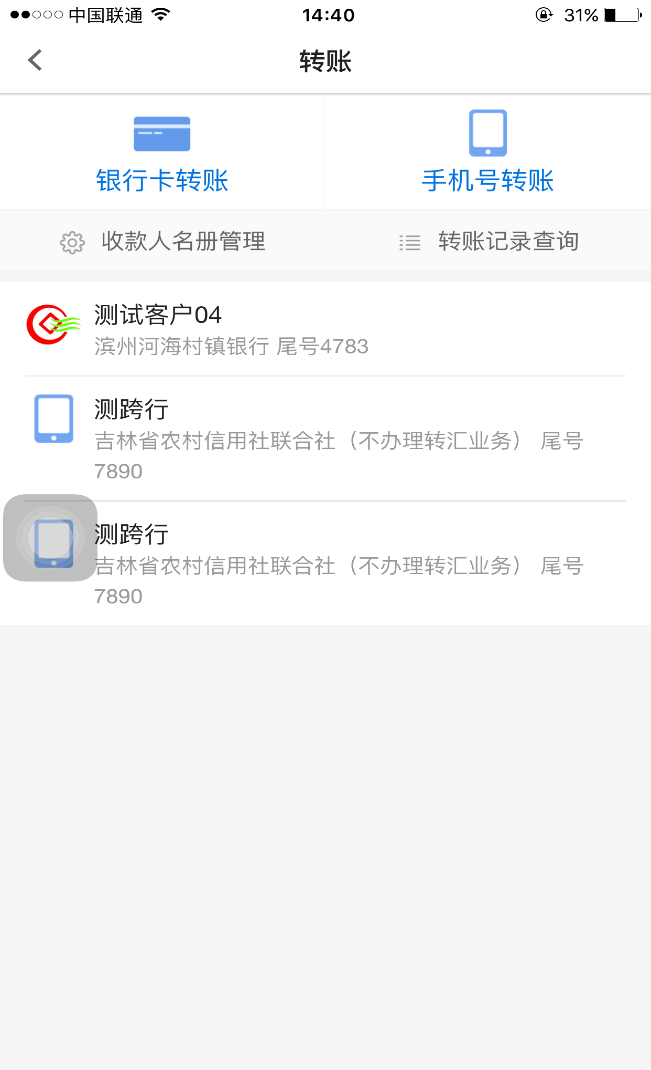 中国联通 14:40 31%
转账
银行卡转账 手机号转账
收款人名册管理 转账记录查询
测试客户04
滨州河海村镇银行 尾号4783
测跨行
吉林省农村信用社联合社（不办理转汇业务） 尾号
7890
测跨行
吉林省农村信用社联合社（不办理转汇业务） 尾号
7890